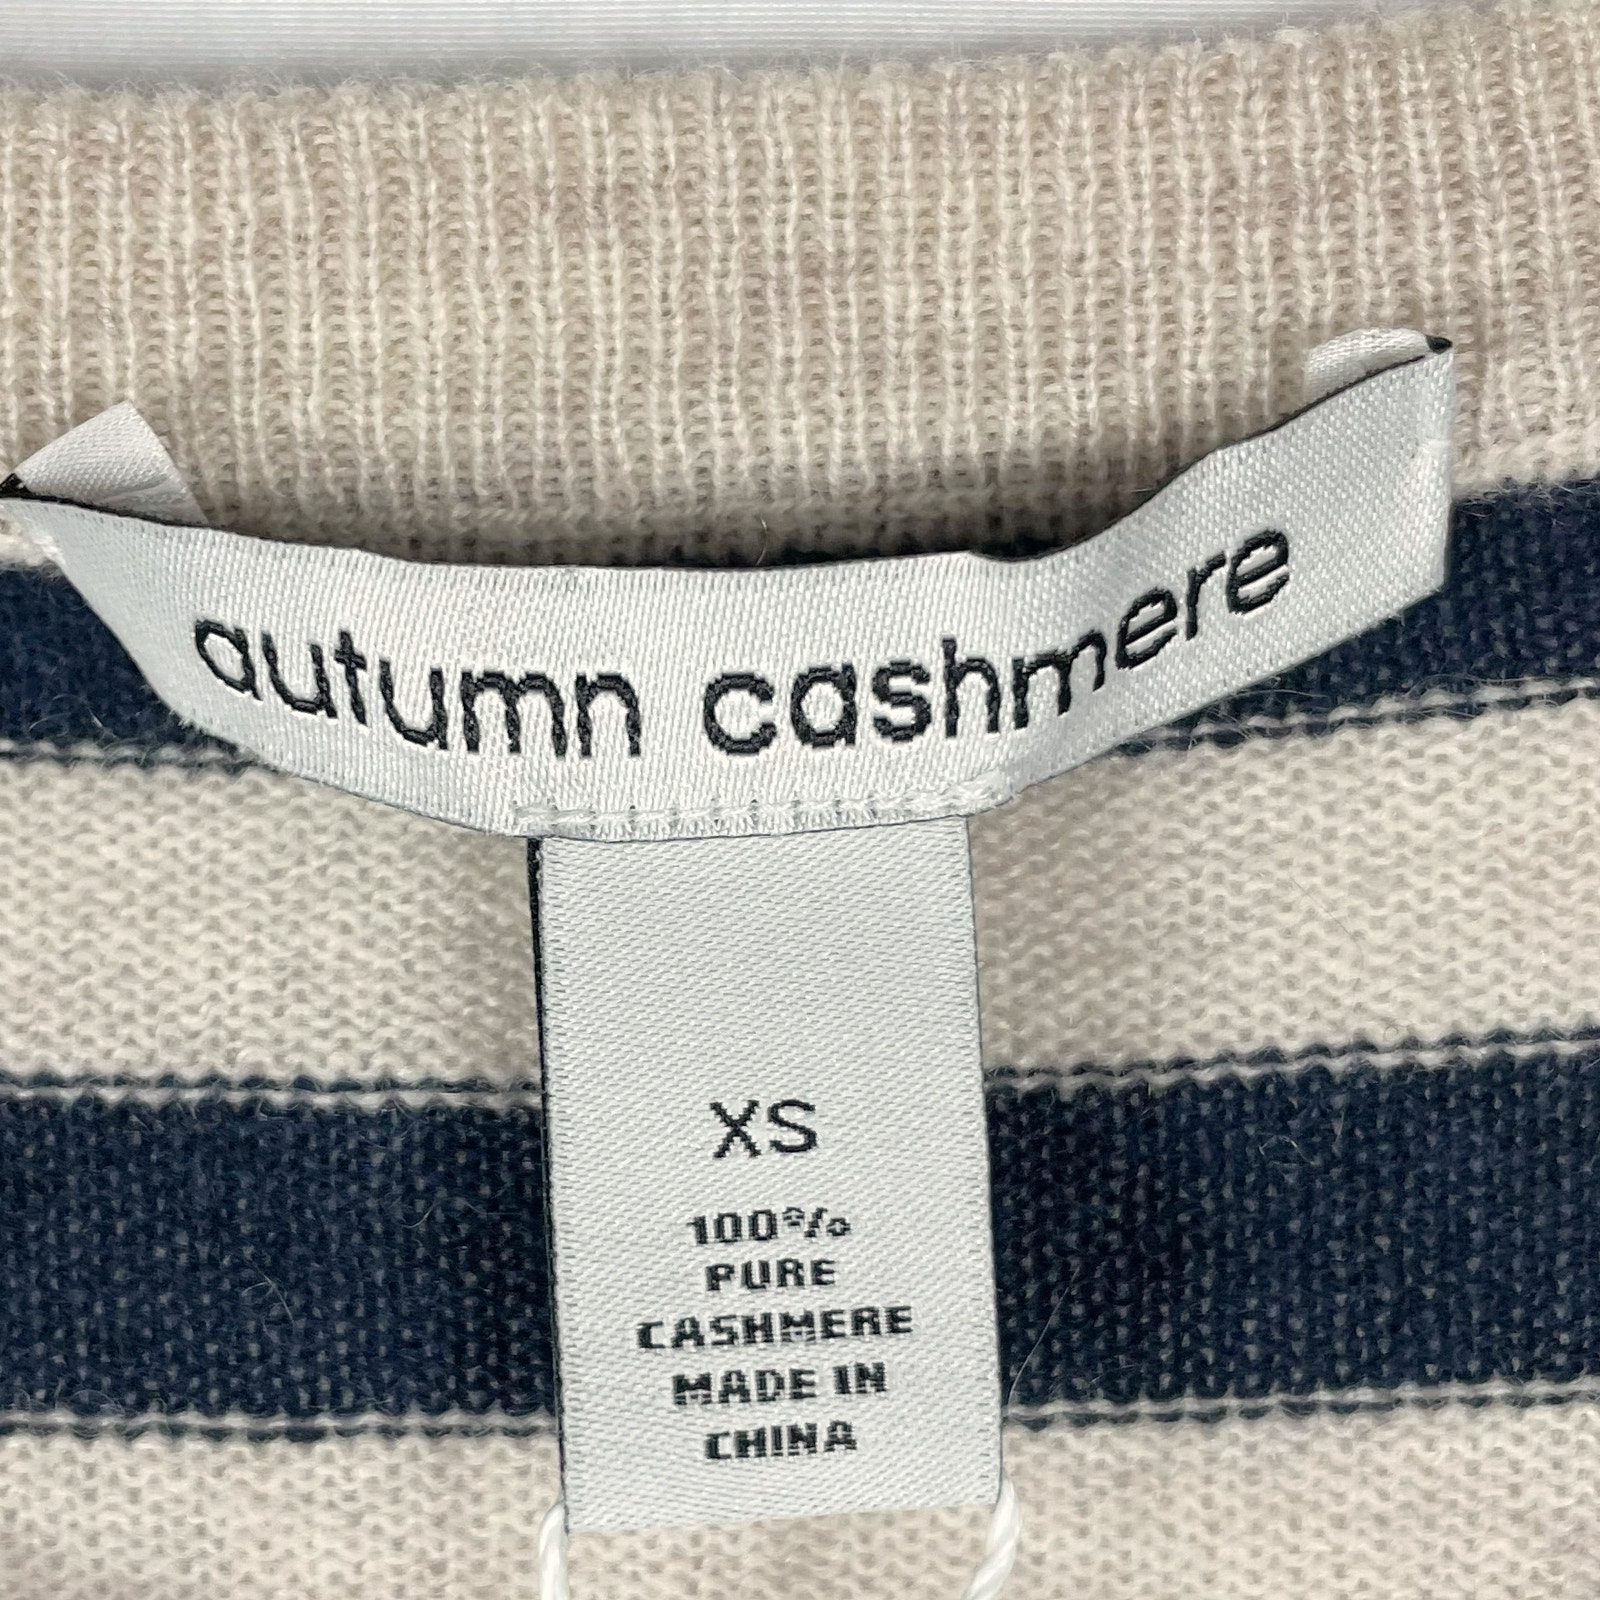 autumn cashmere
XS
100%
PURE
CASHMERE
MADE IN
CHINA